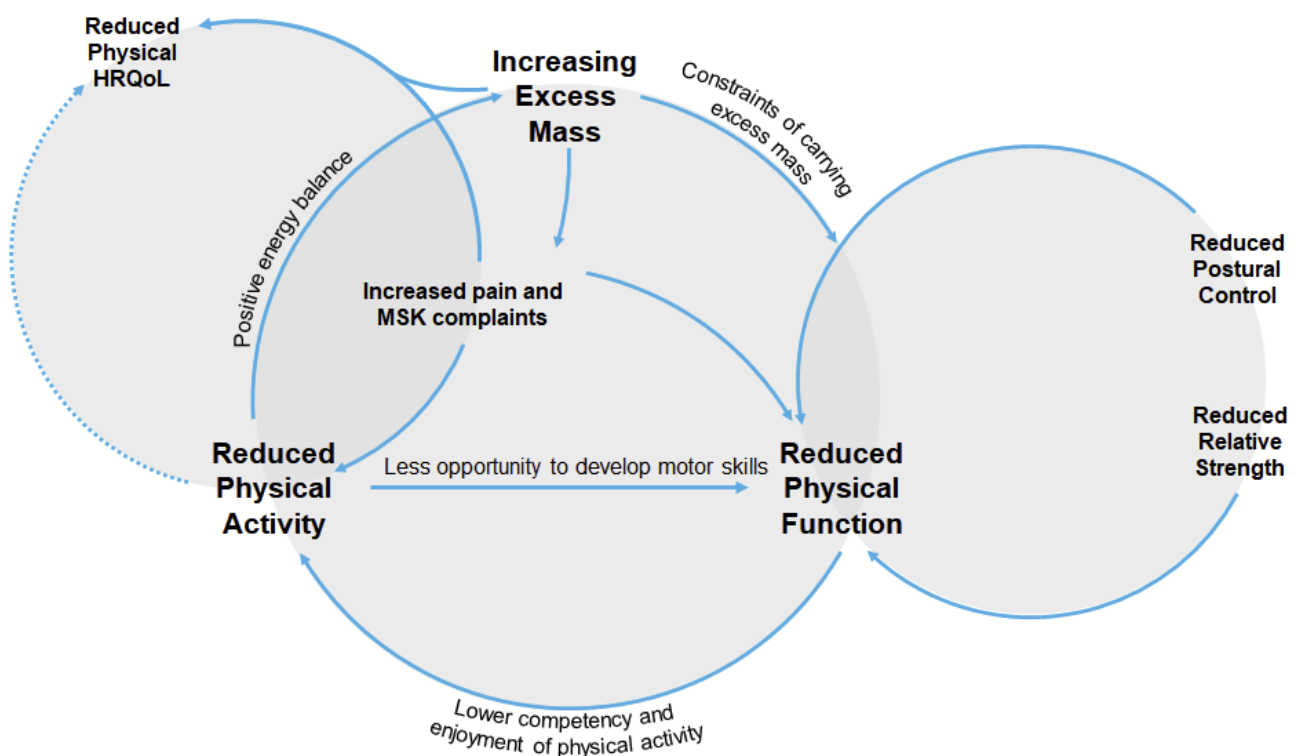 Reduced
Physical
HRQoL
Increasing
Excess
Mass
Constraints of carrying
excess mass
Positive energy balance
Reduced
Postural
Control
Increased pain and
MSK complaints
Reduced
Relative
Strength
Reduced
Physical
Activity
Less opportunity to develop motor skills
Reduced
Physical
Function
Lower competency and
enjoyment of physical activity